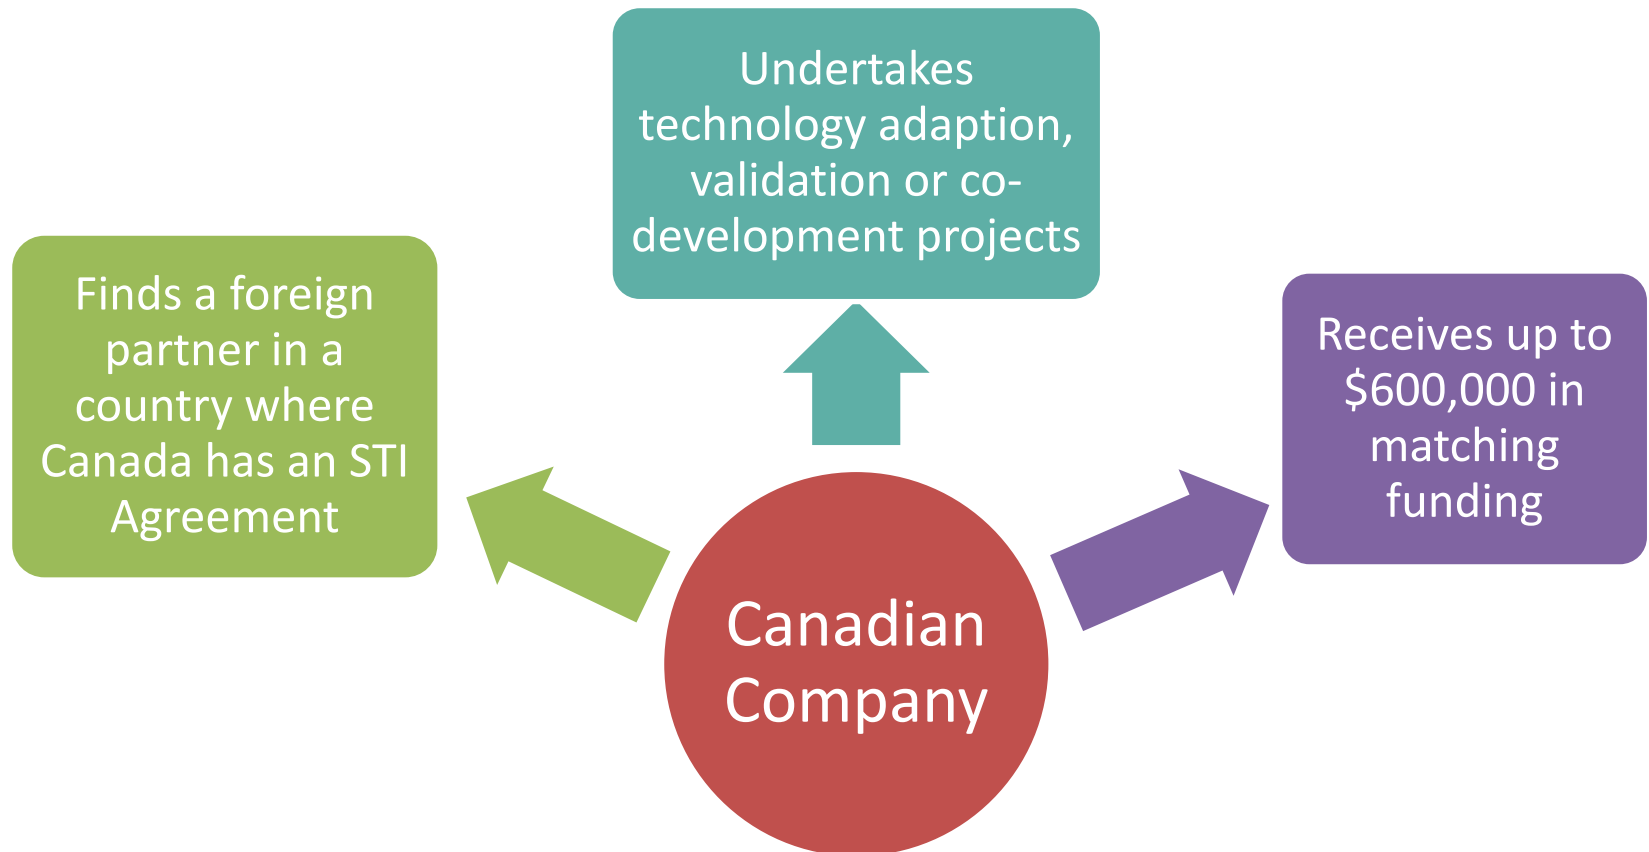 Undertakes
technology adaption,
validation or co-
development projects
Finds a foreign
partner in a
country where
Canada has an STI
Agreement
Receives up to
$600,000 in
matching
funding
Canadian
Company